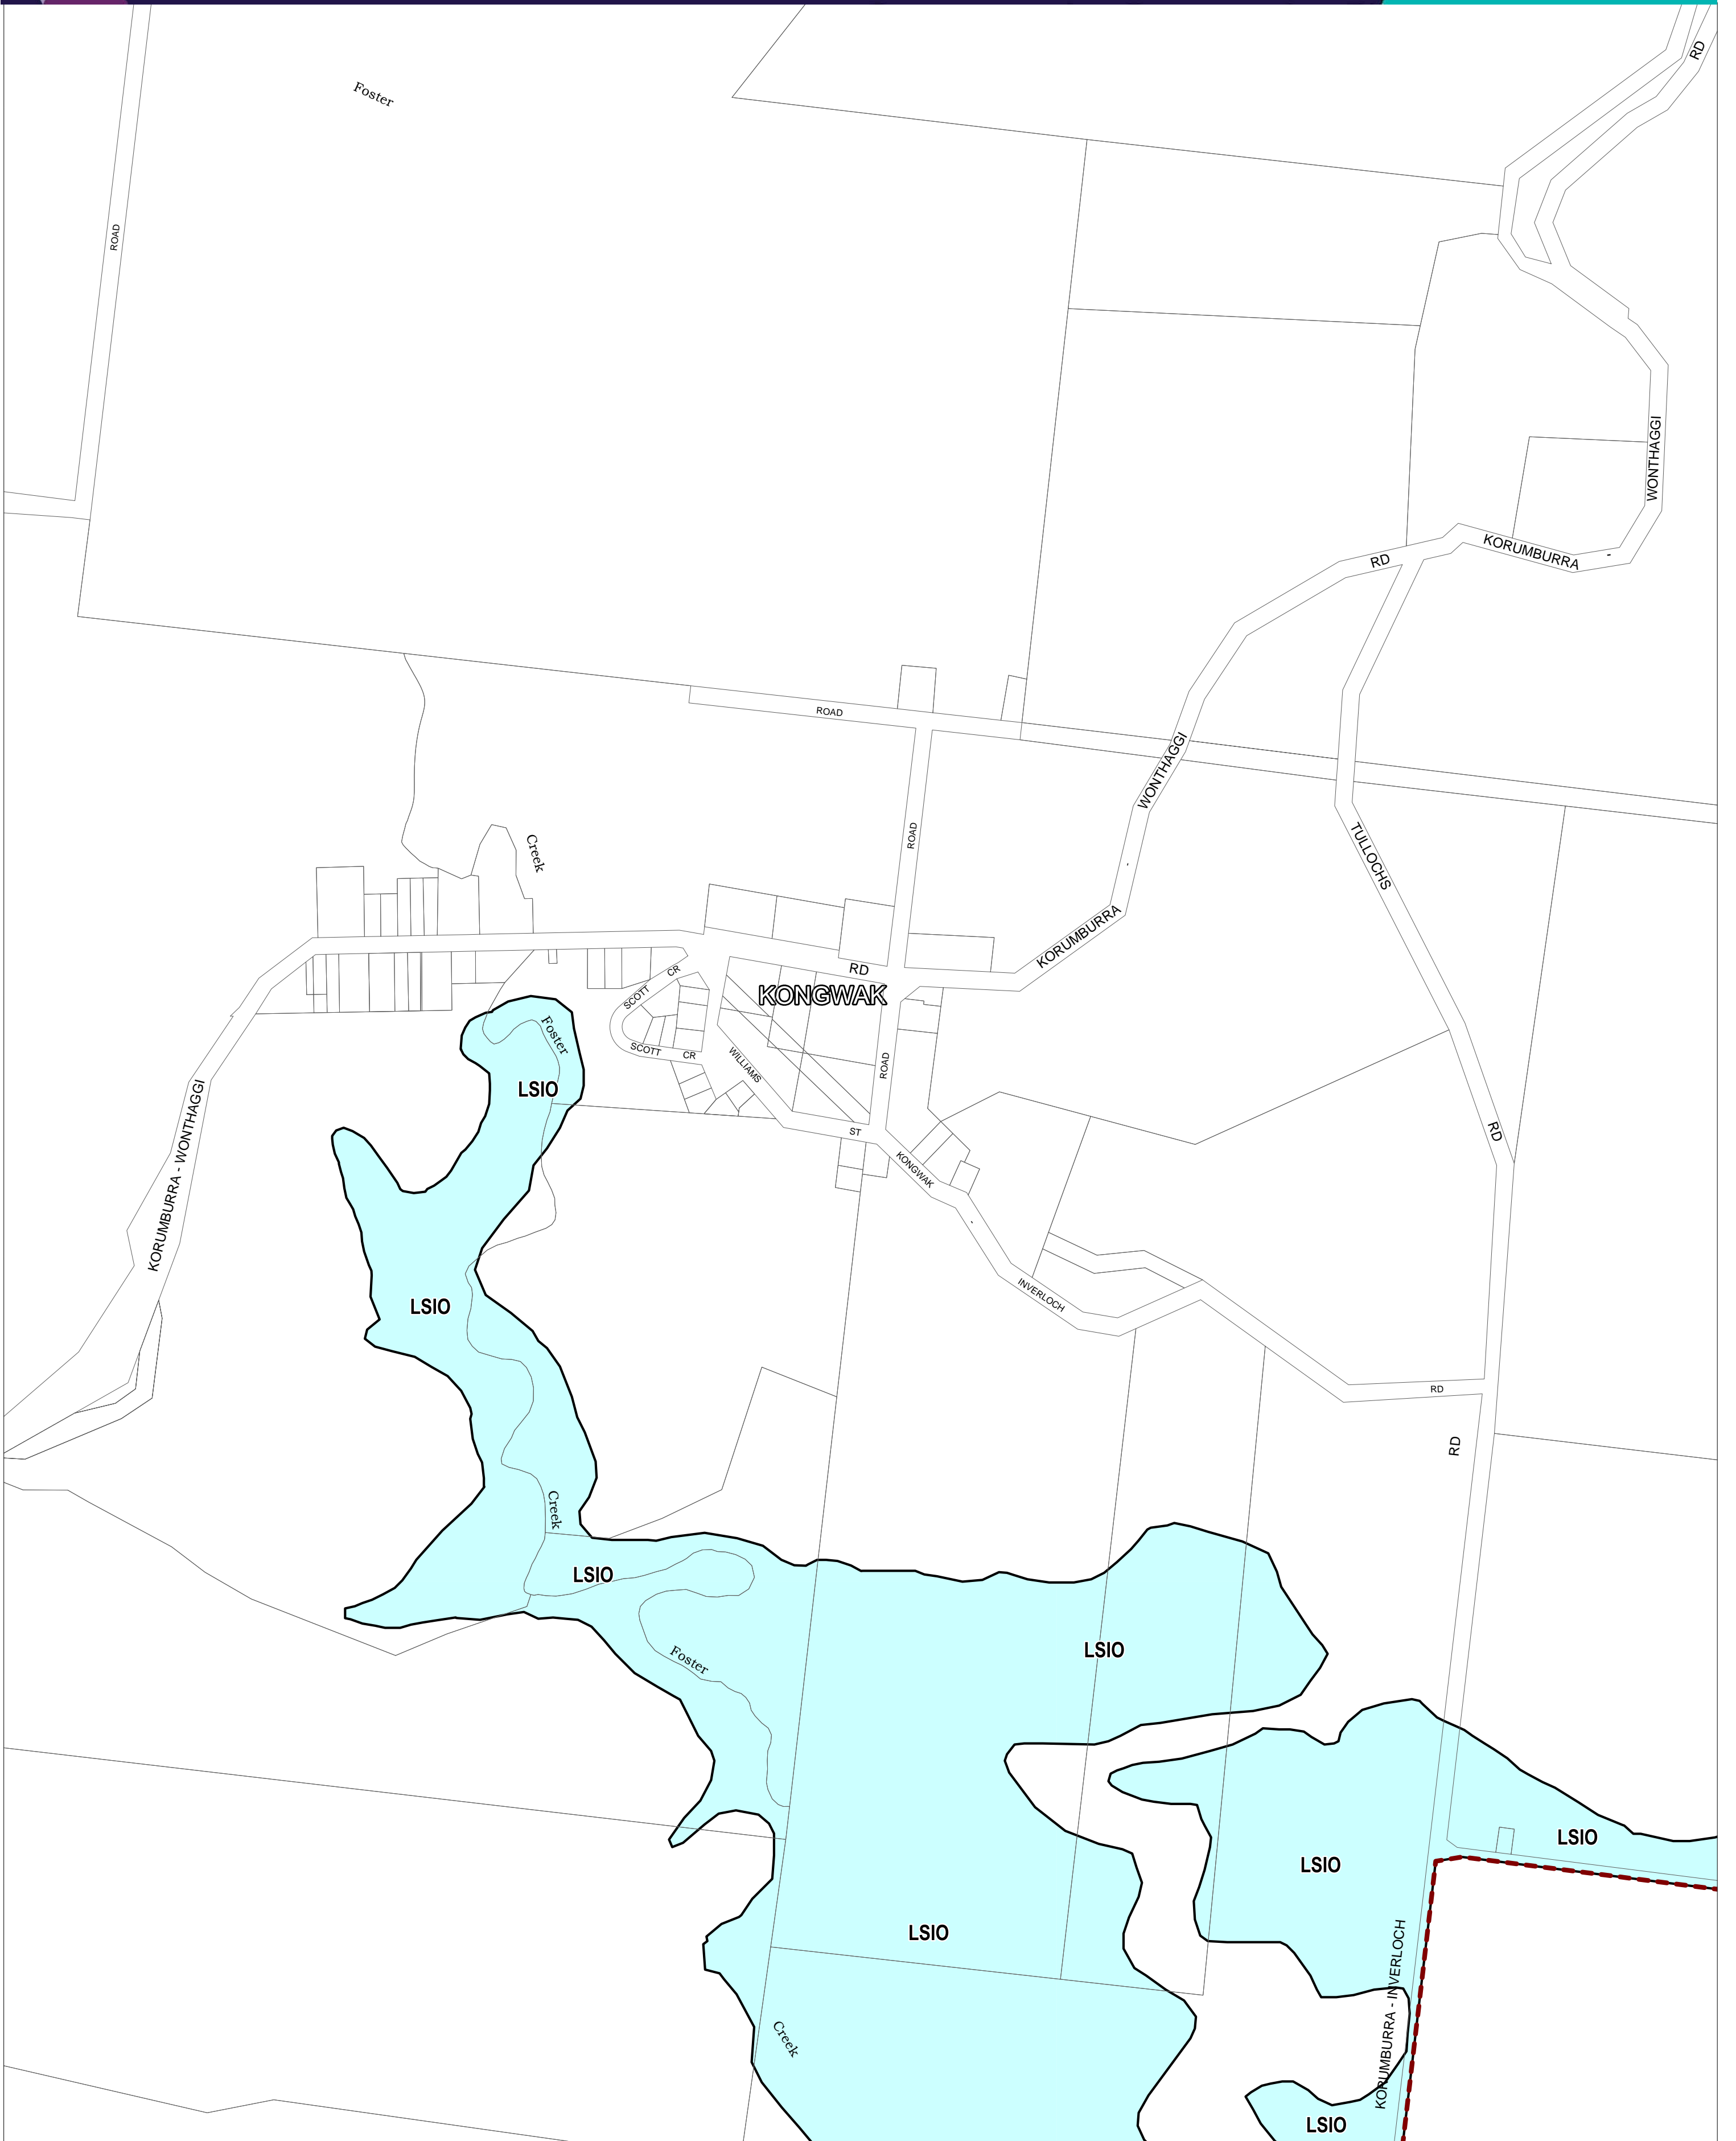 RD
Foster
ROAD
WONTHAGGI
KORUMBURRA -
RD
ROAD
WONTHAGGI
-
KORUMBURRA
TULLOCHS
ROAD
Creek
RD
KONGWAK
CR
SCOTT
SCOTT CR
Foster
WILLIAMS
ROAD
LSIO
ST
RD
KONGWAK
-
INVERLOCH
KORUMBURRA - WONTHAGGI
LSIO
RD
RD
Creek
LSIO
Foster
LSIO
LSIO
LSIO
LSIO
KORUMBURRA - INVERLOCH
Creek
LSIO